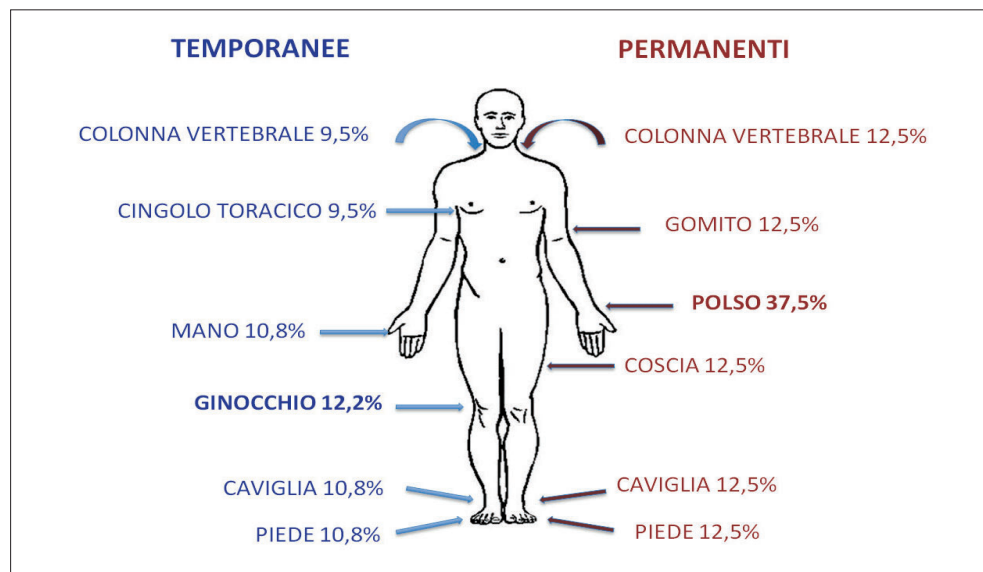 TEMPORANEE
PERMANENTI
COLONNA VERTEBRALE 9,5%
COLONNA VERTEBRALE 12,5%
CINGOLO TORACICO 9,5%
GOMITO 12,5%
POLSO 37,5%
MANO 10,8%
COSCIA 12,5%
GINOCCHIO 12,2%
CAVIGLIA 10,8%
CAVIGLIA 12,5%
PIEDE 10,8%
PIEDE 12,5%